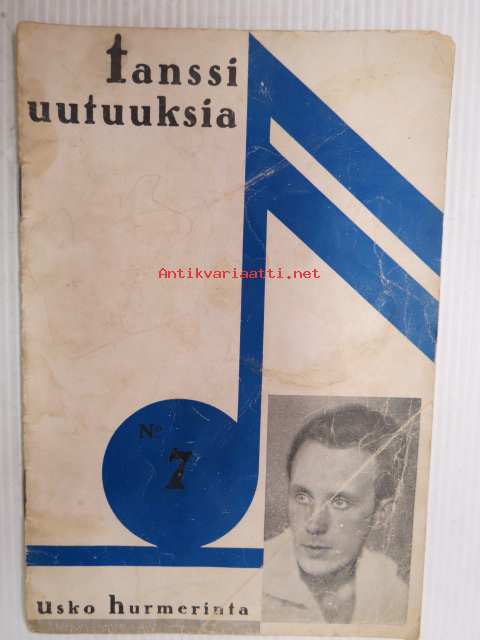 tanssi
uutuuksia
Antikvariaatti.net
No
7
usko hurmerinta